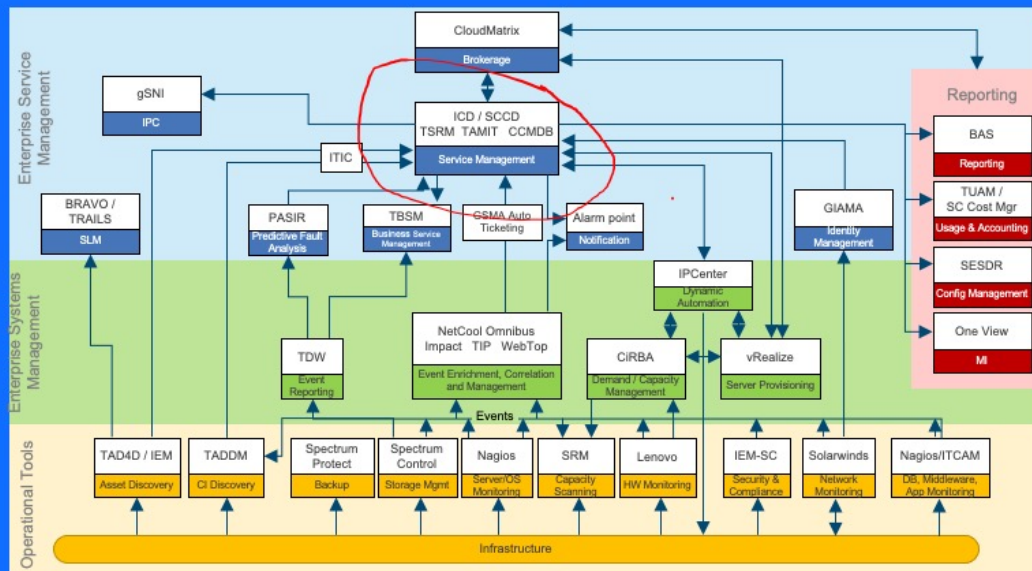 Enterprise Service
Management
CloudMatrix
Brokerage
gSNI
IPC
ICD / SCCD
TSRM TAMIT CCMDB
Service Management
ITIC
BRAVO /
TRAILS
SLM
PASIR
Predictive Fault
Analysis
TBSM
Business Service
Management
GSMA Auto
Ticketing
Alarm point
Notification
GIAMA
Identity
Management
Reporting
BAS
Reporting
TUAM /
SC Cost Mgr
Usage & Accounting
SESDR
Config Management
One View
MI
Enterprise Systems
Management
IPCenter
Dynamic
Automation
TDW
Event
Reporting
NetCool Omnibus
Impact TIP WebTop
Event Enrichment, Correlation
and Management
CiRBA
Demand / Capacity
Management
vRealize
Server Provisioning
Events
Operational Tools
TAD4D / IEM
Asset Discovery
TADDM
CI Discovery
Spectrum
Protect
Backup
Spectrum
Control
Storage Mgmt
Nagios
Server/OS
Monitoring
SRM
Capacity
Scanning
Lenovo
HW Monitoring
IEM-SC
Security &
Compliance
Solarwinds
Network
Monitoring
Nagios/ITCAM
DB, Middleware,
App Monitoring
Infrastructure